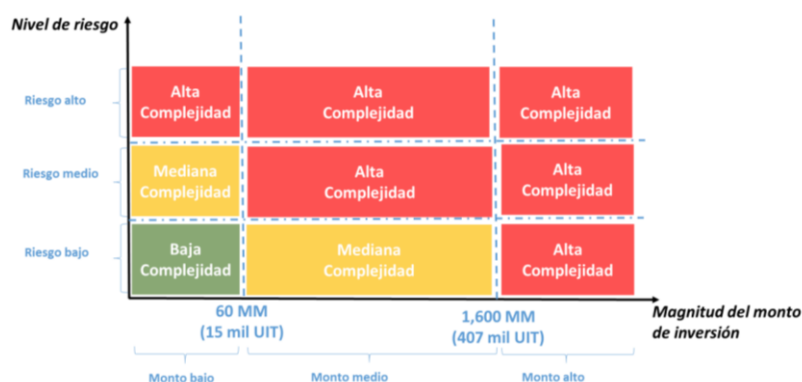 Nivel de riesgo
Riesgo alto
Alta
Complejidad
Alta
Complejidad
Alta
Complejidad
Riesgo medio
Mediana
Complejidad
Alta
Complejidad
Alta
Complejidad
Riesgo bajo
Baja
Complejidad
Mediana
Complejidad
Alta
Complejidad
60 MM
(15 mil UIT)
1,600 MM
(407 mil UIT)
Magnitud del monto
de inversión
Monto bajo
Monto medio
Monto alto